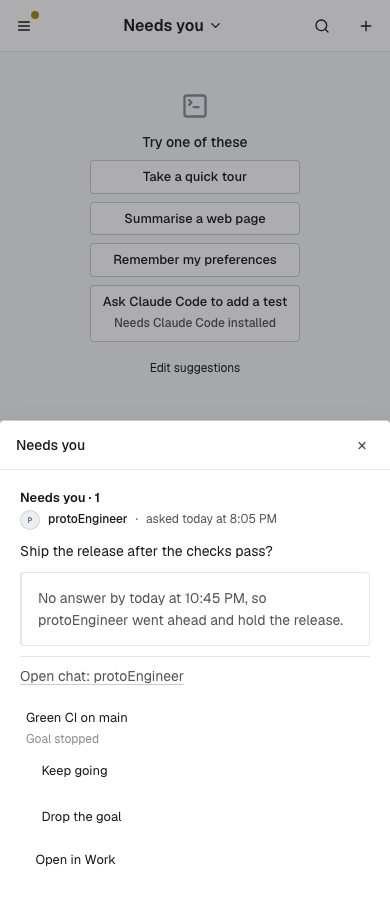 Needs you
Try one of these
Take a quick tour
Summarise a web page
Remember my preferences
Ask Claude Code to add a test
Needs Claude Code installed
Edit suggestions
Needs you
Needs you · 1
P protoEngineer · asked today at 8:05 PM
Ship the release after the checks pass?
No answer by today at 10:45 PM, so
protoEngineer went ahead and hold the release.
Open chat: protoEngineer
Green CI on main
Goal stopped
Keep going
Drop the goal
Open in Work